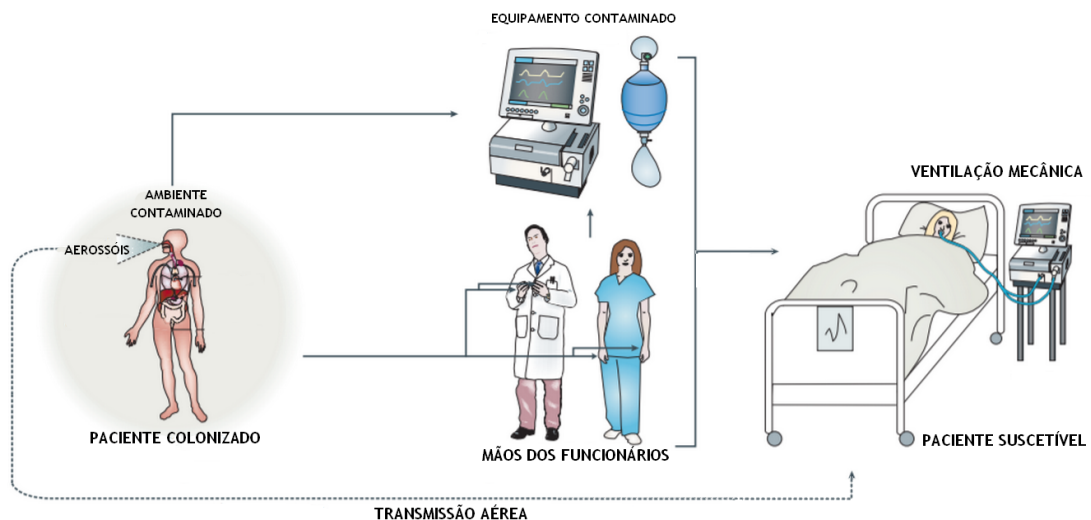 EQUIPAMENTO CONTAMINADO
AMBIENTE
CONTAMINADO
AEROSSÓIS
PACIENTE COLONIZADO
MÃOS DOS FUNCIONÁRIOS
VENTILAÇÃO MECÂNICA
PACIENTE SUSCETÍVEL
TRANSMISSÃO AÉREA